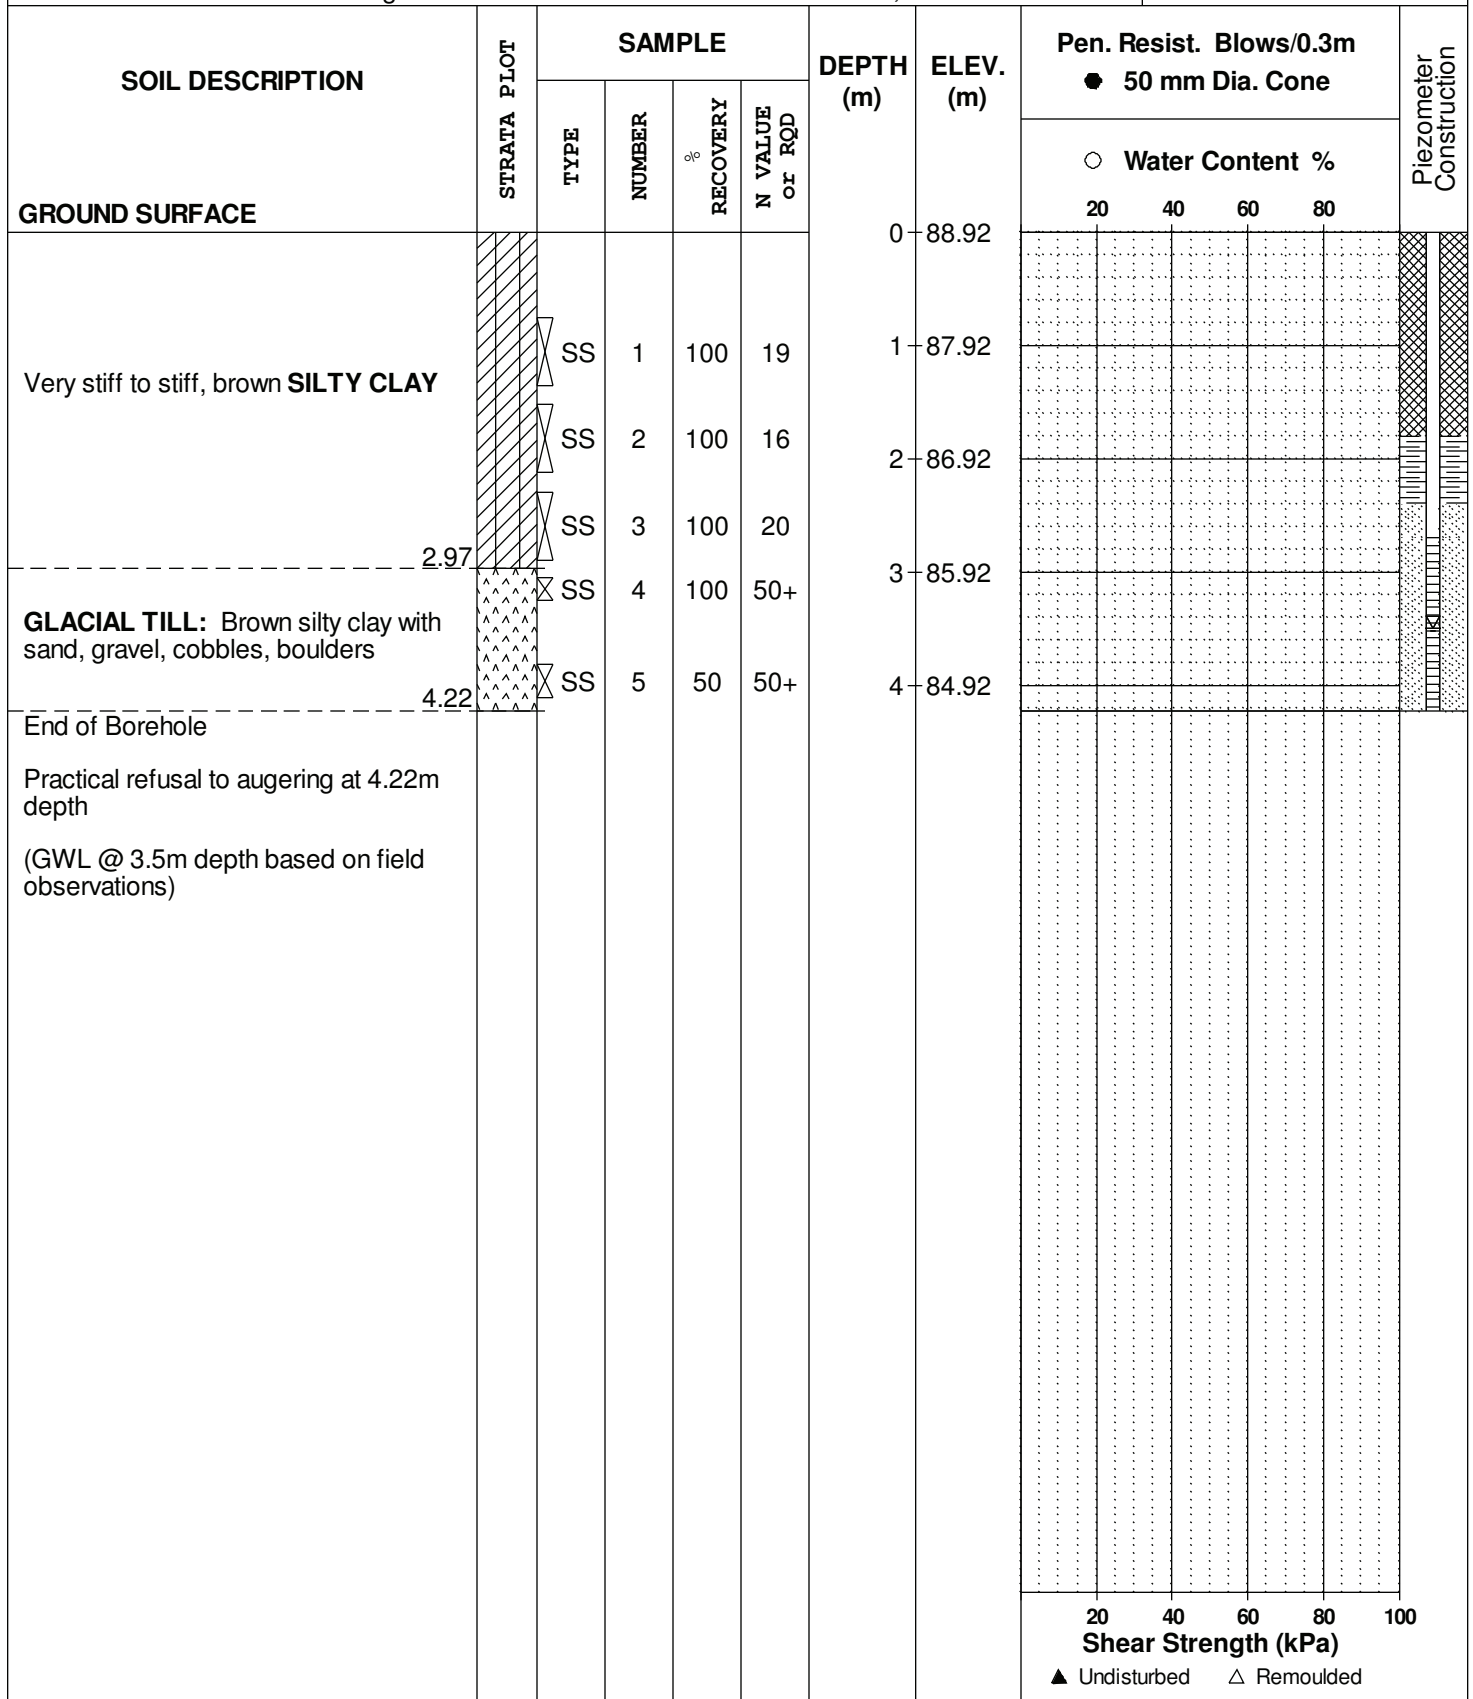 SOIL DESCRIPTION
GROUND SURFACE
STRATA PLOT
SAMPLE
TYPE
NUMBER
% RECOVERY
N VALUE or RQD
DEPTH (m)
ELEV. (m)
Pen. Resist. Blows/0.3m
● 50 mm Dia. Cone
○ Water Content %
20 40 60 80
Piezometer Construction
0 88.92
SS 1 100 19
1 87.92
Very stiff to stiff, brown SILTY CLAY
SS 2 100 16
2 86.92
SS 3 100 20
2.97
3 85.92
SS 4 100 50+
GLACIAL TILL: Brown silty clay with
sand, gravel, cobbles, boulders
SS 5 50 50+
4 84.92
4.22
End of Borehole
Practical refusal to augering at 4.22m
depth
(GWL @ 3.5m depth based on field
observations)
20 40 60 80 100
Shear Strength (kPa)
▲ Undisturbed △ Remoulded